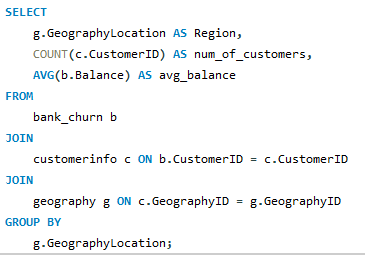 SELECT
g.GeographyLocation AS Region,
COUNT(c.CustomerID) AS num_of_customers,
AVG(b.Balance) AS avg_balance
FROM
bank_churn b
JOIN
customerinfo c ON b.CustomerID = c.CustomerID
JOIN
geography g ON c.GeographyID = g.GeographyID
GROUP BY
g.GeographyLocation;